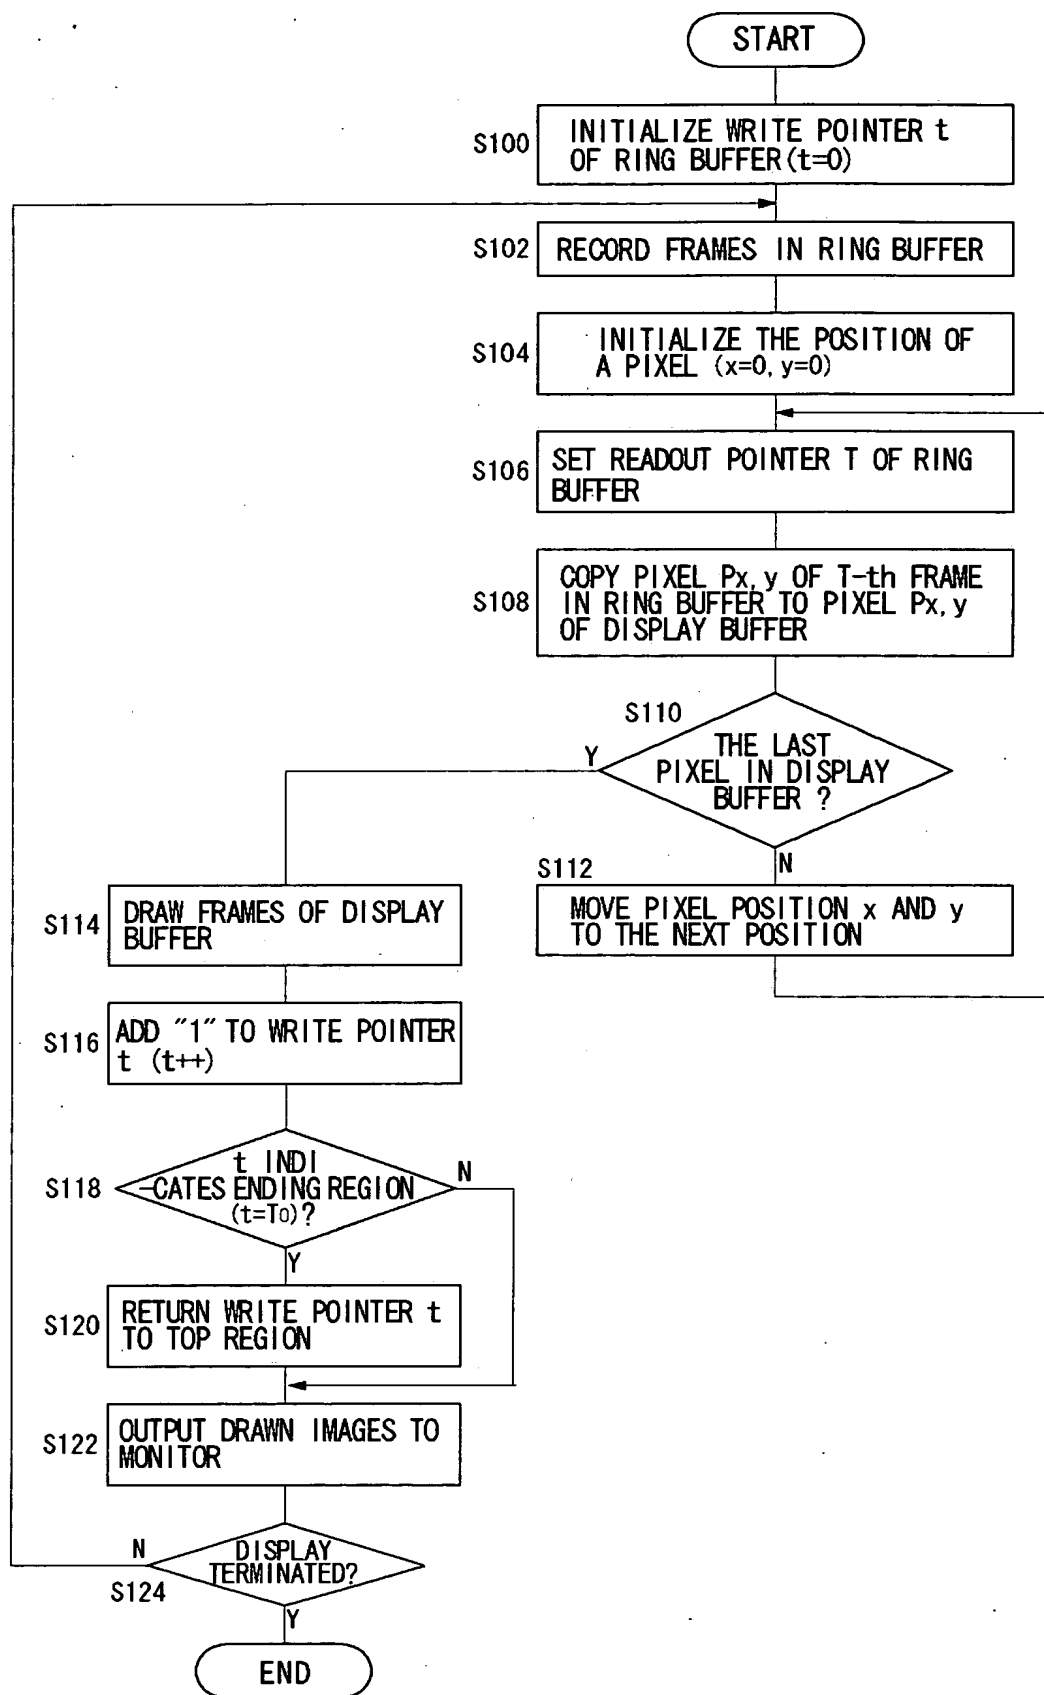 START
S100
INITIALIZE WRITE POINTER t
OF RING BUFFER(t=0)
S102
RECORD FRAMES IN RING BUFFER
S104
INITIALIZE THE POSITION OF
A PIXEL (x=0, y=0)
S106
SET READOUT POINTER T OF RING
BUFFER
S108
COPY PIXEL Px, y OF T-th FRAME
IN RING BUFFER TO PIXEL Px, y
OF DISPLAY BUFFER
S110
THE LAST
PIXEL IN DISPLAY
BUFFER ?
Y
N
S112
MOVE PIXEL POSITION x AND y
TO THE NEXT POSITION
S114
DRAW FRAMES OF DISPLAY
BUFFER
S116
ADD "1" TO WRITE POINTER
t (t++)
S118
t INDI
-CATES ENDING REGION
(t=T0)?
N
Y
S120
RETURN WRITE POINTER t
TO TOP REGION
S122
OUTPUT DRAWN IMAGES TO
MONITOR
S124
DISPLAY
TERMINATED?
N
Y
END